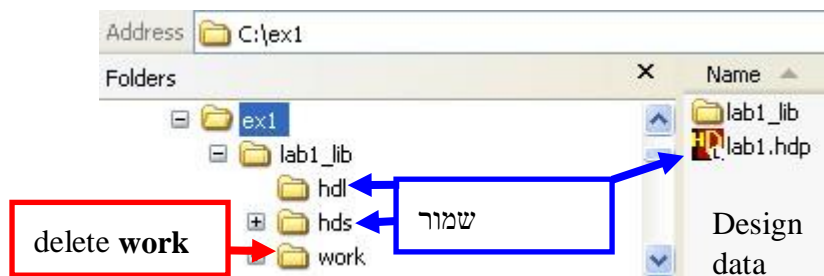 Address C:\ex1
Folders × Name
ex1
lab1_lib
lab1_lib
lab1.hdp
hdl
hds
work
שמור
delete work
Design
data